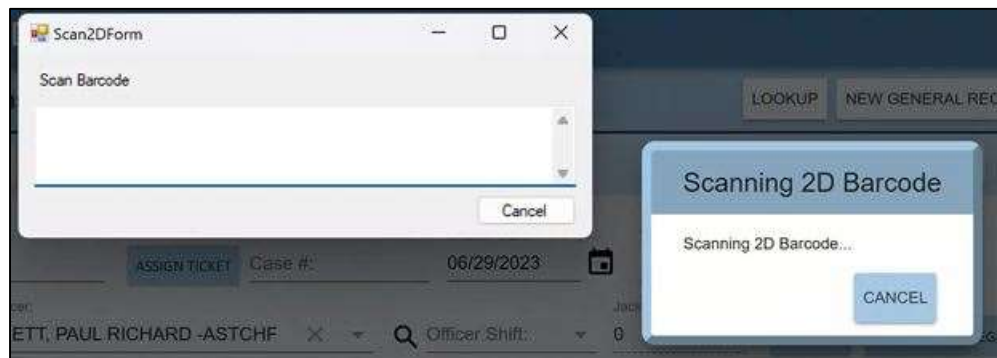 Scan2DForm
Scan Barcode
LOOKUP NEW GENERAL REC
Cancel
Scanning 2D Barcode
Scanning 2D Barcode...
CANCEL
ASSIGN TICKET Case #: 06/29/2023
ETT, PAUL RICHARD -ASTCHF Officer Shift: 0